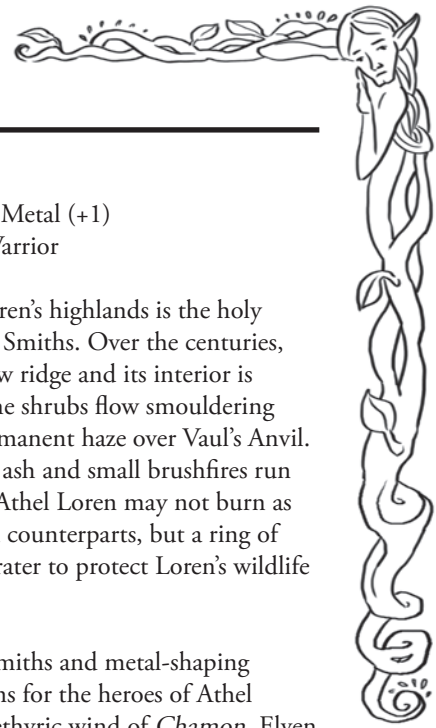 Metal (+1)
arrior
ren's highlands is the holy
Smiths. Over the centuries,
w ridge and its interior is
ne shrubs flow smouldering
manent haze over Vaul's Anvil.
ash and small brushfires run
Athel Loren may not burn as
counterparts, but a ring of
rater to protect Loren's wildlife
miths and metal-shaping
ns for the heroes of Athel
ethyric wind of Chamon. Elven